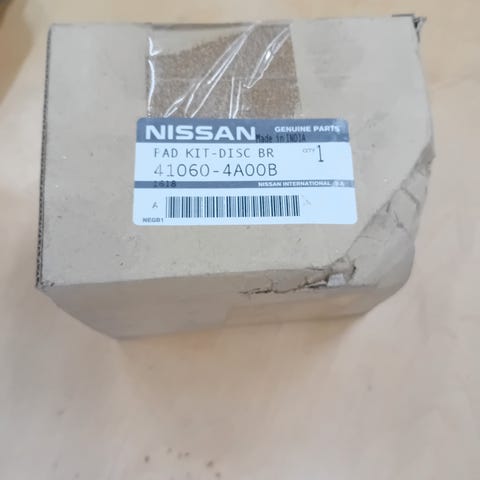 NISSAN GENUINE PARTS
Made in INDIA
PAD KIT-DISC BR QTY 1
41060-4A00B
1618 NISSAN INTERNATIONAL SA
A
NEGB1